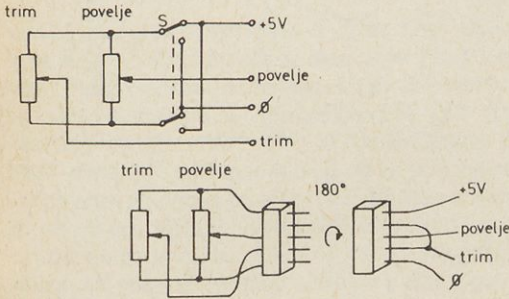 trim povelje
S
+5V
povelje
Ø
trim
trim povelje
180°
+5V
povelje
trim
Ø